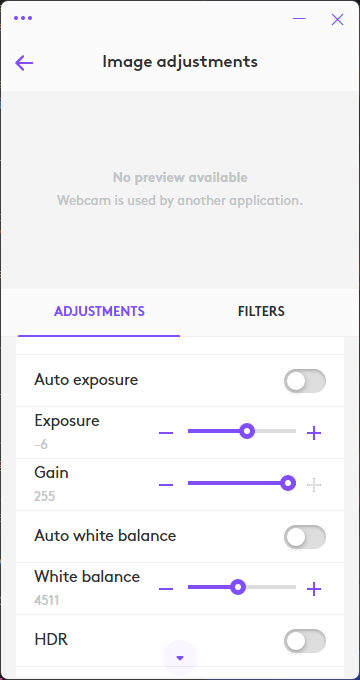 Image adjustments
No preview available
Webcam is used by another application.
ADJUSTMENTS FILTERS
Auto exposure
Exposure
-6
Gain
255
Auto white balance
White balance
4511
HDR